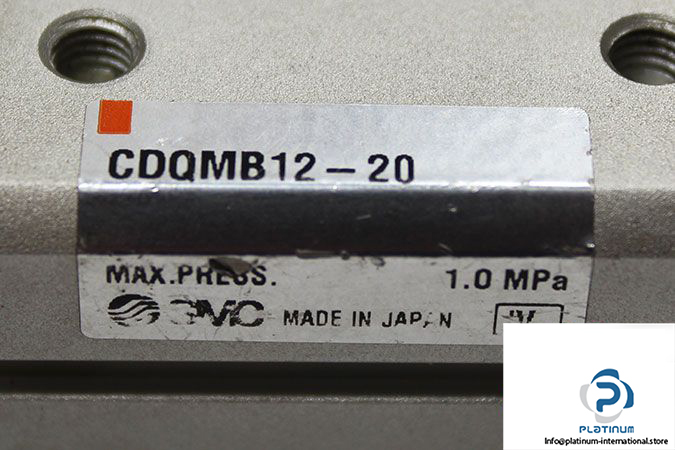 CDQMB12-20
MAX.PRESS. 1.0 MPa
SMC MADE IN JAPAN
PLATINUM
Info@platinum-international.store